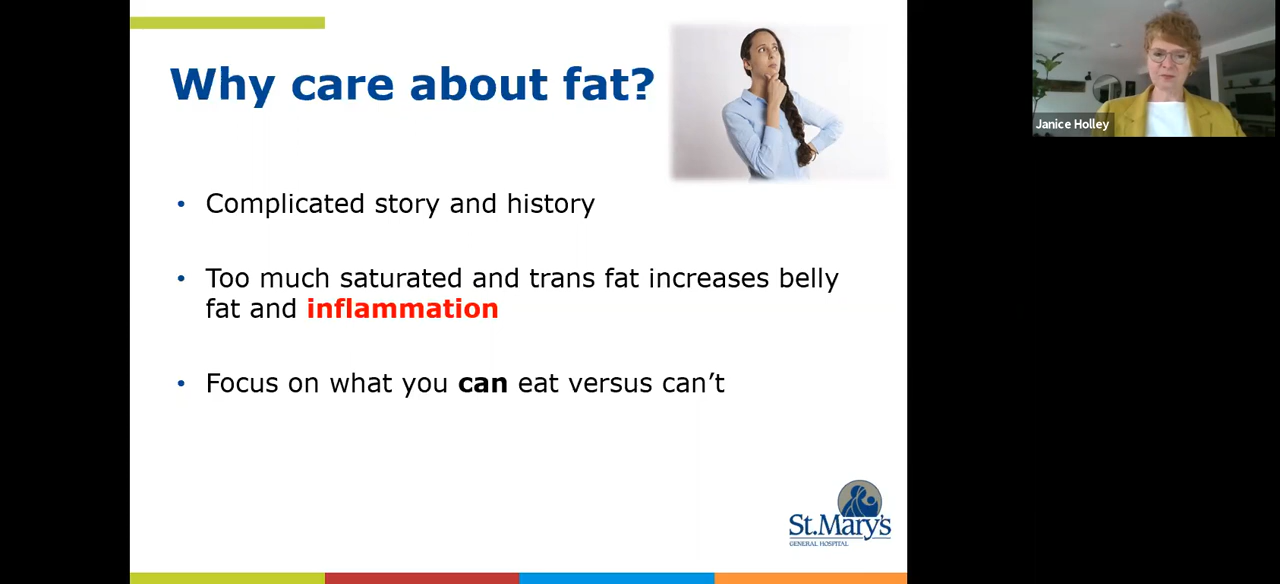 Why care about fat?
Janice Holley
• Complicated story and history
• Too much saturated and trans fat increases belly
fat and inflammation
• Focus on what you can eat versus can’t
St.Mary's
GENERAL HOSPITAL